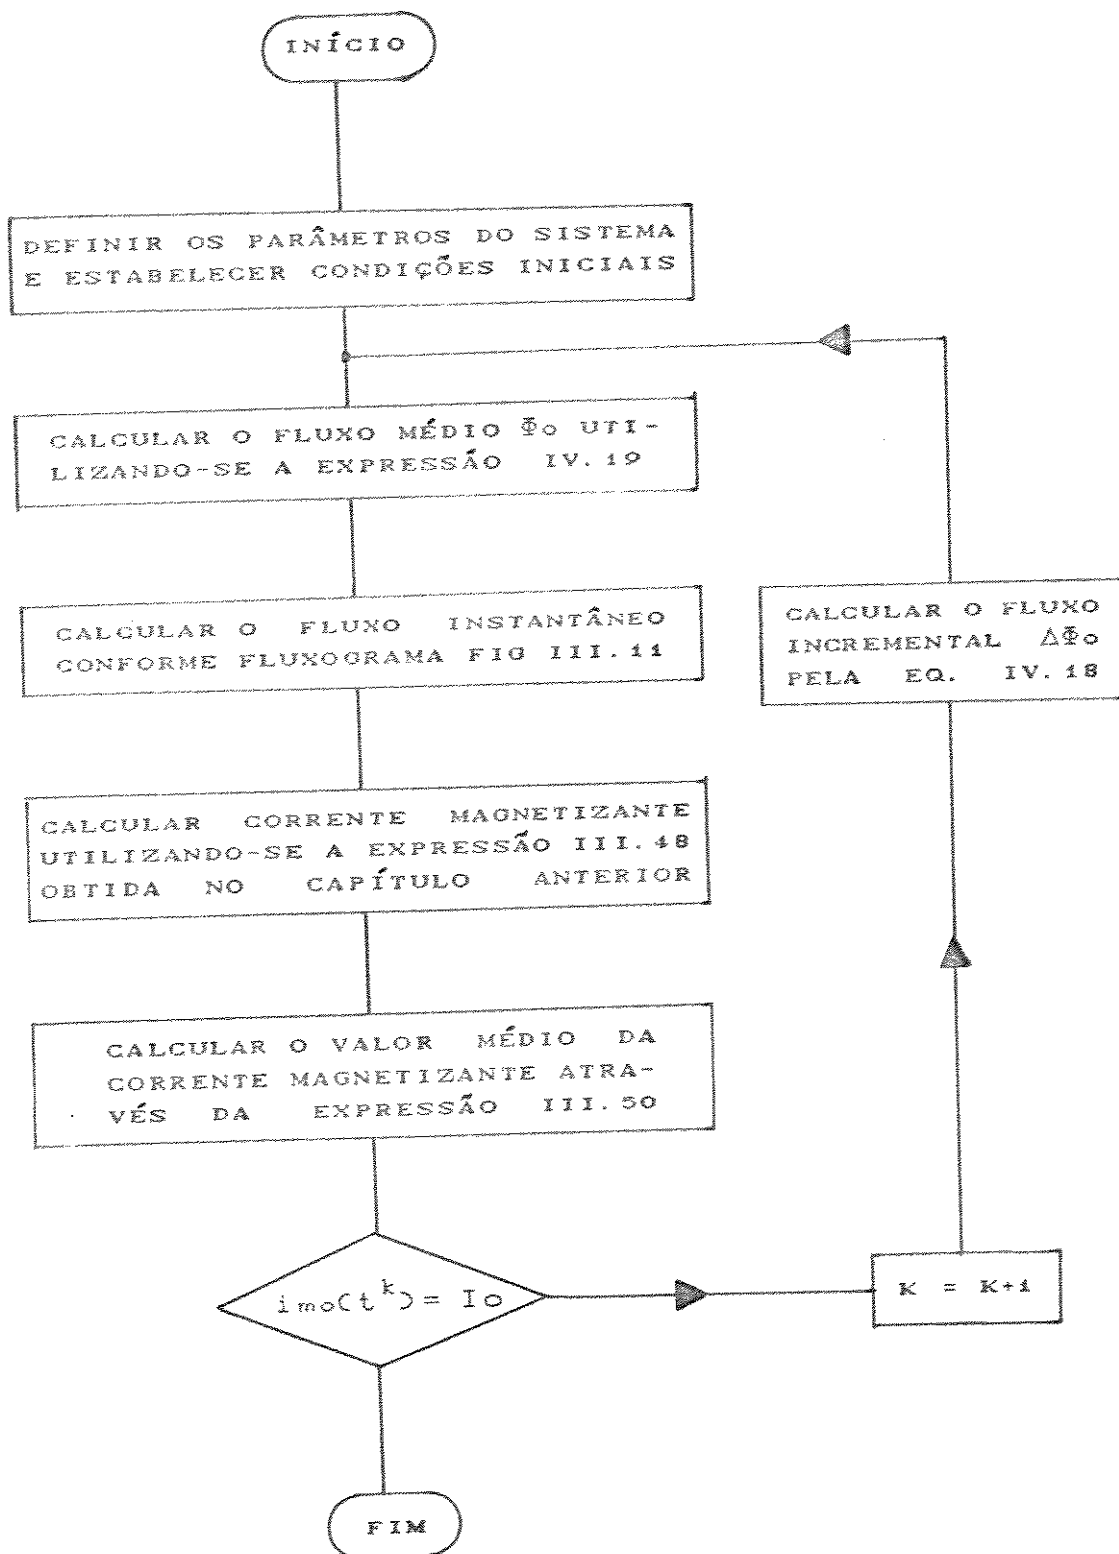 INÍCIO
DEFINIR OS PARÂMETROS DO SISTEMA
E ESTABELECER CONDIÇÕES INICIAIS
CALCULAR O FLUXO MÉDIO Φo UTI-
LIZANDO-SE A EXPRESSÃO IV.19
CALCULAR O FLUXO INSTANTÂNEO
CONFORME FLUXOGRAMA FIG III.11
CALCULAR O FLUXO
INCREMENTAL ΔΦo
PELA EQ. IV.18
CALCULAR CORRENTE MAGNETIZANTE
UTILIZANDO-SE A EXPRESSÃO III.48
OBTIDA NO CAPÍTULO ANTERIOR
CALCULAR O VALOR MÉDIO DA
CORRENTE MAGNETIZANTE ATRA-
VÉS DA EXPRESSÃO III.50
imo(t^k)= Io
K = K+1
FIM